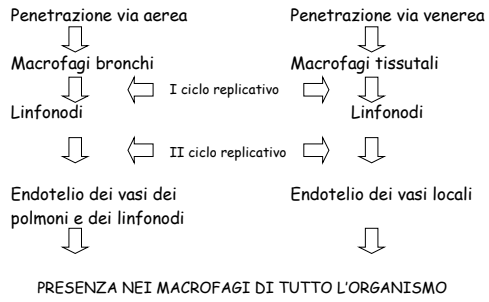 Penetrazione via aerea
Penetrazione via venerea
Macrofagi bronchi
Macrofagi tissutali
I ciclo replicativo
Linfonodi
Linfonodi
II ciclo replicativo
Endotelio dei vasi dei
polmoni e dei linfonodi
Endotelio dei vasi locali
PRESENZA NEI MACROFAGI DI TUTTO L'ORGANISMO